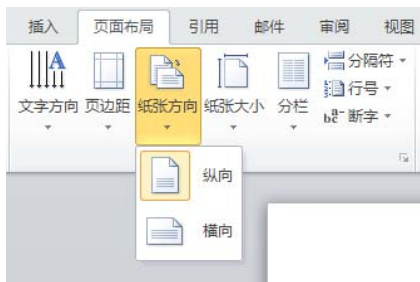 插入 页面布局 引用 邮件 审阅 视图
文字方向 页边距 纸张方向 纸张大小 分栏
分隔符
行号
断字
纵向
横向